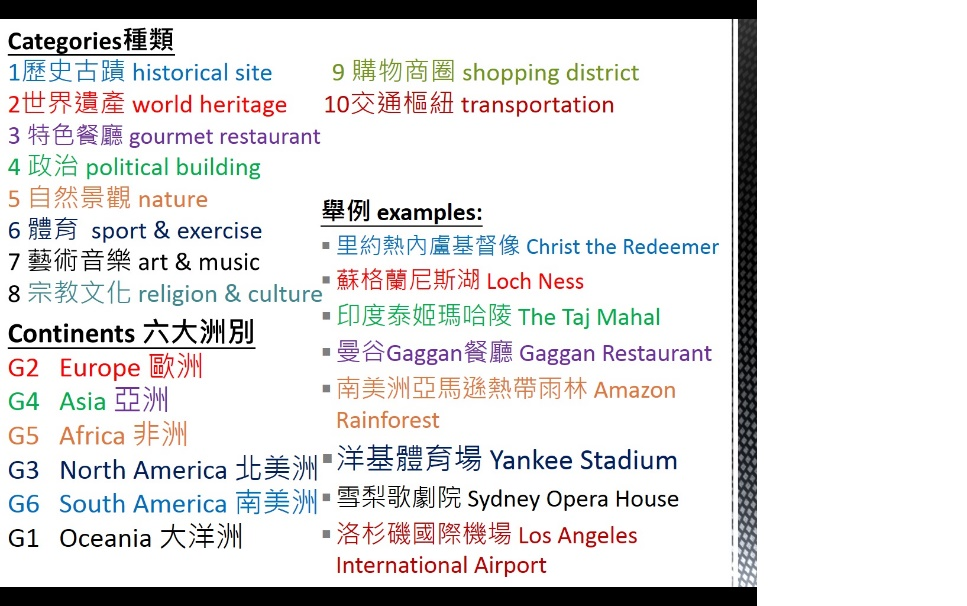 Categories種類
1歷史古蹟 historical site
2世界遺產 world heritage
3 特色餐廳 gourmet restaurant
4 政治 political building
5 自然景觀 nature
6 體育 sport & exercise
7 藝術音樂 art & music
8 宗教文化 religion & culture
9 購物商圈 shopping district
10交通樞紐 transportation
Continents 六大洲別
G2 Europe 歐洲
G4 Asia 亞洲
G5 Africa 非洲
G3 North America 北美洲
G6 South America 南美洲
G1 Oceania 大洋洲
舉例 examples:
▪ 里約熱內盧基督像 Christ the Redeemer
▪ 蘇格蘭尼斯湖 Loch Ness
▪ 印度泰姬瑪哈陵 The Taj Mahal
▪ 曼谷Gaggan餐廳 Gaggan Restaurant
▪ 南美洲亞馬遜熱帶雨林 Amazon
Rainforest
▪ 洋基體育場 Yankee Stadium
▪ 雪梨歌劇院 Sydney Opera House
▪ 洛杉磯國際機場 Los Angeles
International Airport